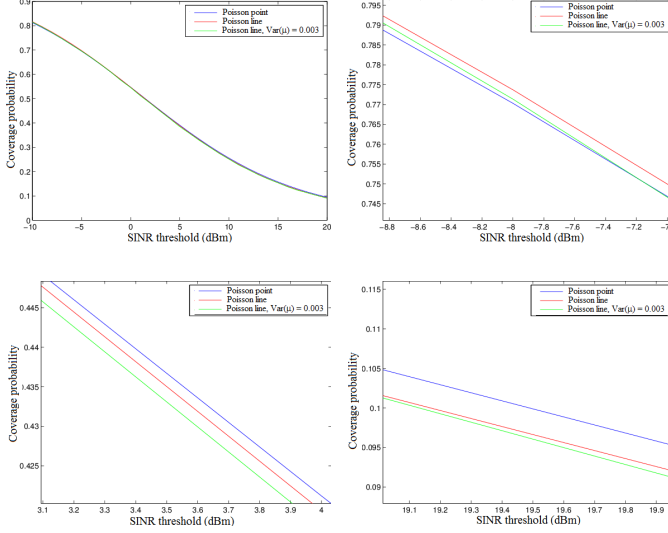 0.9
0.8
0.7
0.6
0.5
0.4
0.3
0.2
0.1
0
Coverage probability
Poisson point
Poisson line
Poisson line, Var(μ) = 0.003
-10 -5 0 5 10 15 20
SINR threshold (dBm)
0.795
0.79
0.785
0.78
0.775
0.77
0.765
0.76
0.755
0.75
0.745
Coverage probability
Poisson point
Poisson line
Poisson line, Var(μ) = 0.003
-8.8 -8.6 -8.4 -8.2 -8 -7.8 -7.6 -7.4 -7.2
SINR threshold (dBm)
0.445
0.44
0.435
0.43
0.425
Coverage probability
Poisson point
Poisson line
Poisson line, Var(μ) = 0.003
3.1 3.2 3.3 3.4 3.5 3.6 3.7 3.8 3.9 4
SINR threshold (dBm)
0.115
0.11
0.105
0.1
0.095
0.09
Coverage probability
Poisson point
Poisson line
Poisson line, Var(μ) = 0.003
19.1 19.2 19.3 19.4 19.5 19.6 19.7 19.8 19.9
SINR threshold (dBm)